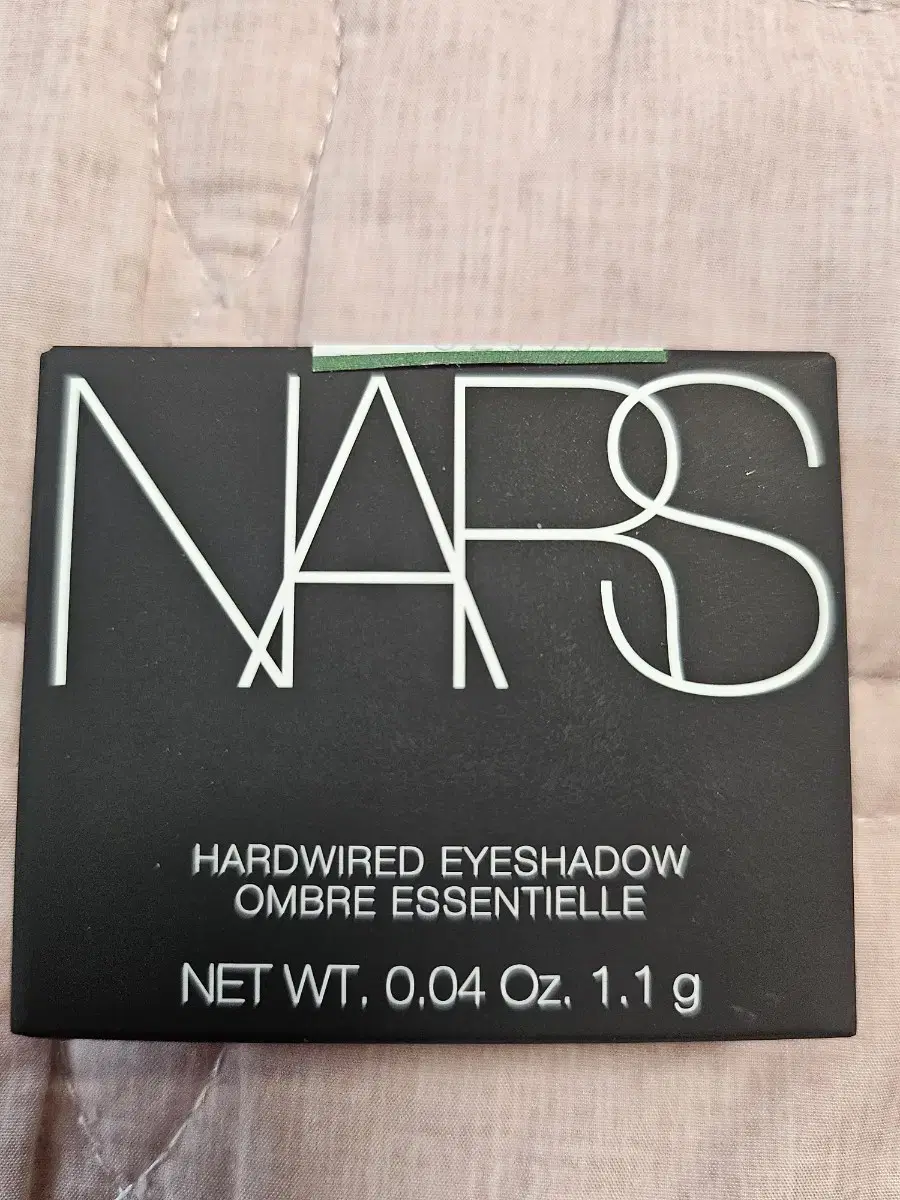 NARS
HARDWIRED EYESHADOW
OMBRE ESSENTIELLE
NET WT. 0.04 Oz. 1.1 g